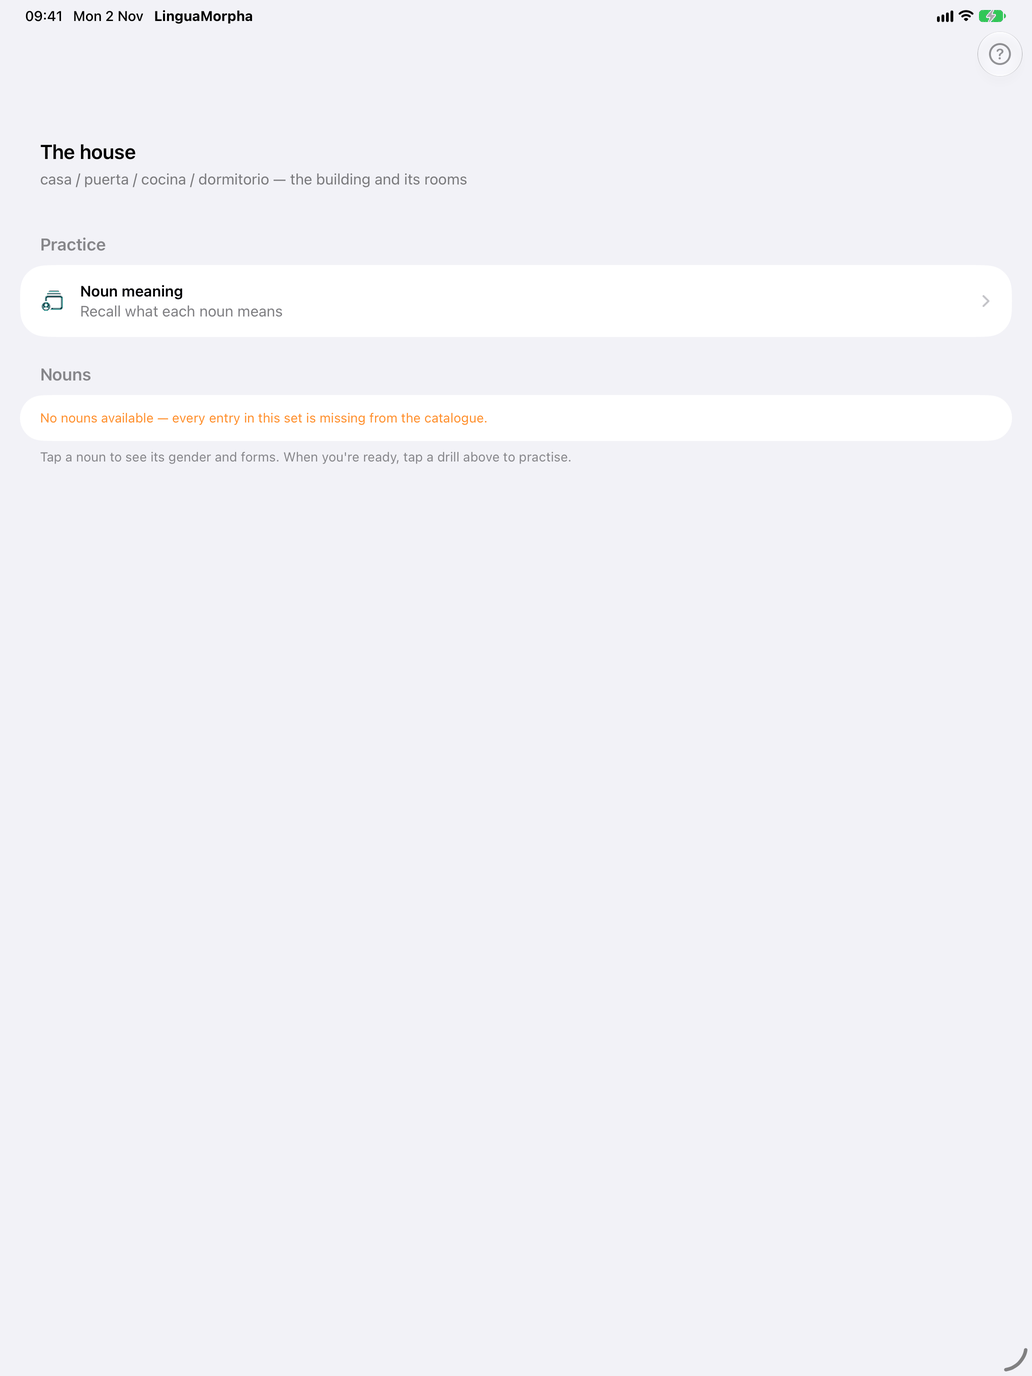 09:41 Mon 2 Nov LinguaMorpha
The house
casa / puerta / cocina / dormitorio — the building and its rooms
Practice
Noun meaning
Recall what each noun means
Nouns
No nouns available — every entry in this set is missing from the catalogue.
Tap a noun to see its gender and forms. When you're ready, tap a drill above to practise.